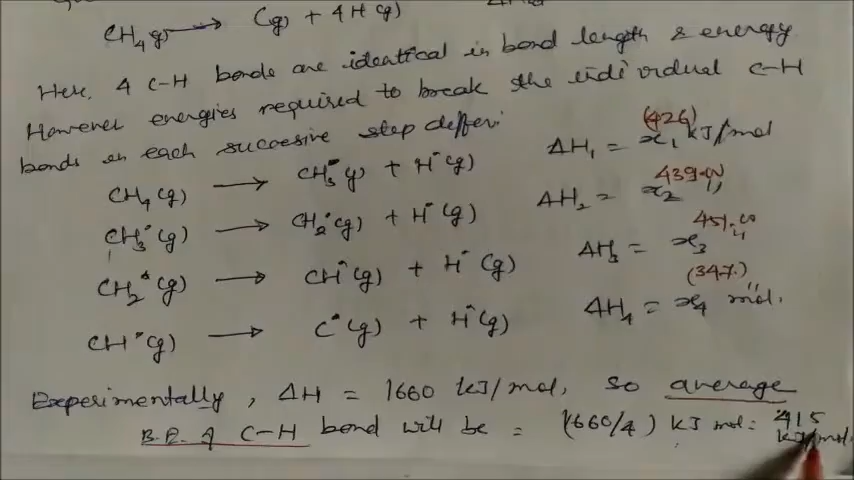 CH4 g) → C(g) + 4H(g)
Here, 4 C-H bonds are identical in bond length & energy
However energies required to break the individual C-H
bonds in each succesive step differ.
CH4(g) → CH3•(g) + H•(g) ΔH1 = x1 kJ/mol (426)
CH3•(g) → CH2•(g) + H•(g) ΔH2 = x2 439.
CH2•(g) → CH•(g) + H•(g) ΔH3 = x3 451.
CH•(g) → C•(g) + H•(g) ΔH4 = x4 mol. (347.)
Experimentally, ΔH = 1660 kJ/mol, so average
B.E. of C-H bond will be = (1660/4) kJ mol = 415
kJ/mol.